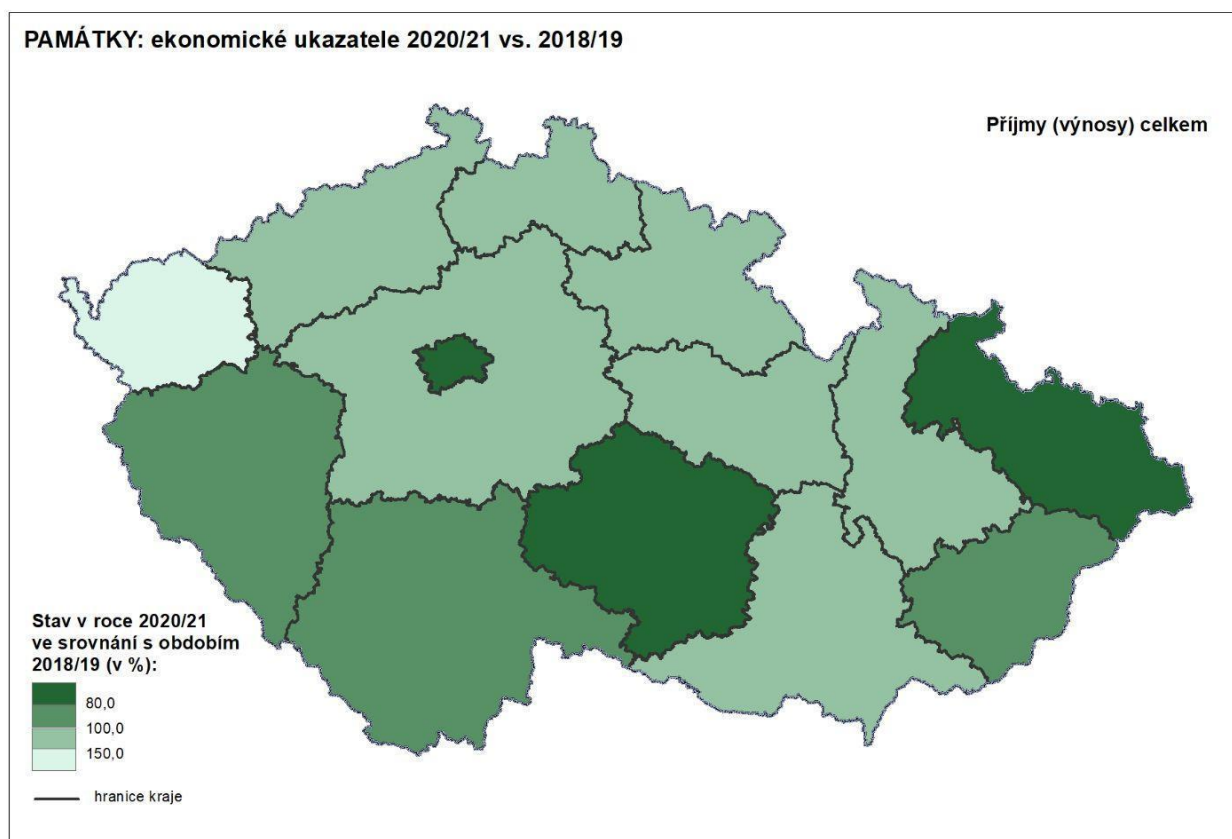 PAMÁTKY: ekonomické ukazatele 2020/21 vs. 2018/19
Příjmy (výnosy) celkem
Stav v roce 2020/21
ve srovnání s obdobím
2018/19 (v %):
80,0
100,0
150,0
hranice kraje